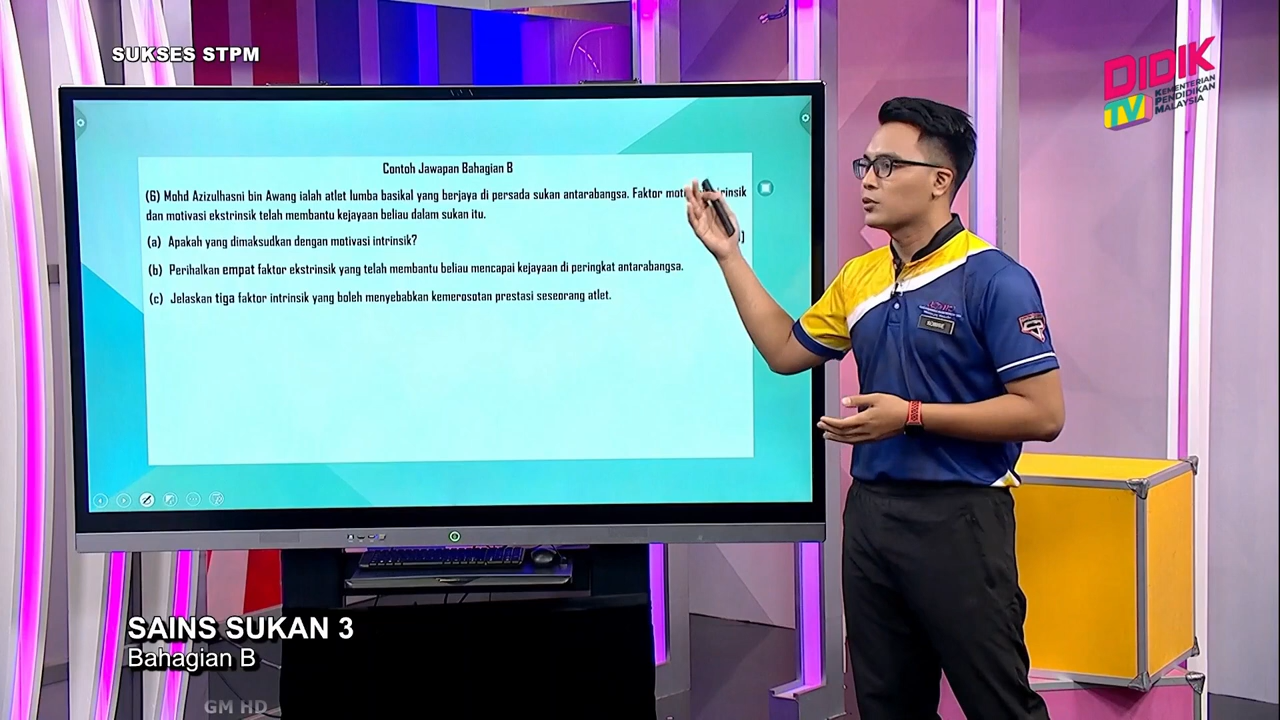 SUKSES STPM
DIDIK
TV
KEMENTERIAN
PENDIDIKAN
MALAYSIA
Contoh Jawapan Bahagian B
(6) Mohd Azizulhasni bin Awang ialah atlet lumba basikal yang berjaya di persada sukan antarabangsa. Faktor
dan motivasi ekstrinsik telah membantu kejayaan beliau dalam sukan itu.
(a) Apakah yang dimaksudkan dengan motivasi intrinsik?
(b) Perihalkan empat faktor ekstrinsik yang telah membantu beliau mencapai kejayaan di peringkat antarabangsa.
(c) Jelaskan tiga faktor intrinsik yang boleh menyebabkan kemerosotan prestasi seseorang atlet.
SAINS SUKAN 3
Bahagian B
GM HD